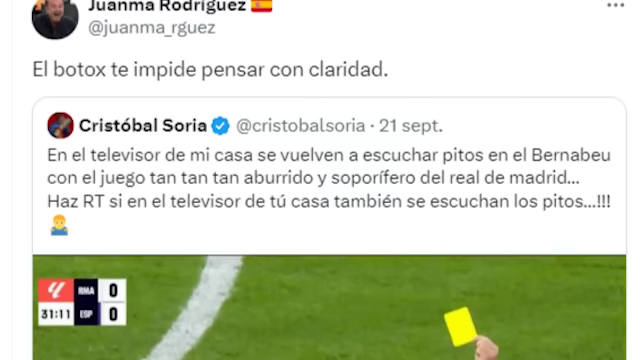 Juanma Rodríguez
@juanma_rguez
El botox te impide pensar con claridad.
Cristóbal Soria @cristobalsoria · 21 sept.
En el televisor de mi casa se vuelven a escuchar pitos en el Bernabeu
con el juego tan tan tan aburrido y soporífero del real de madrid...
Haz RT si en el televisor de tú casa también se escuchan los pitos...!!!
RMA 0
31:11 ESP 0